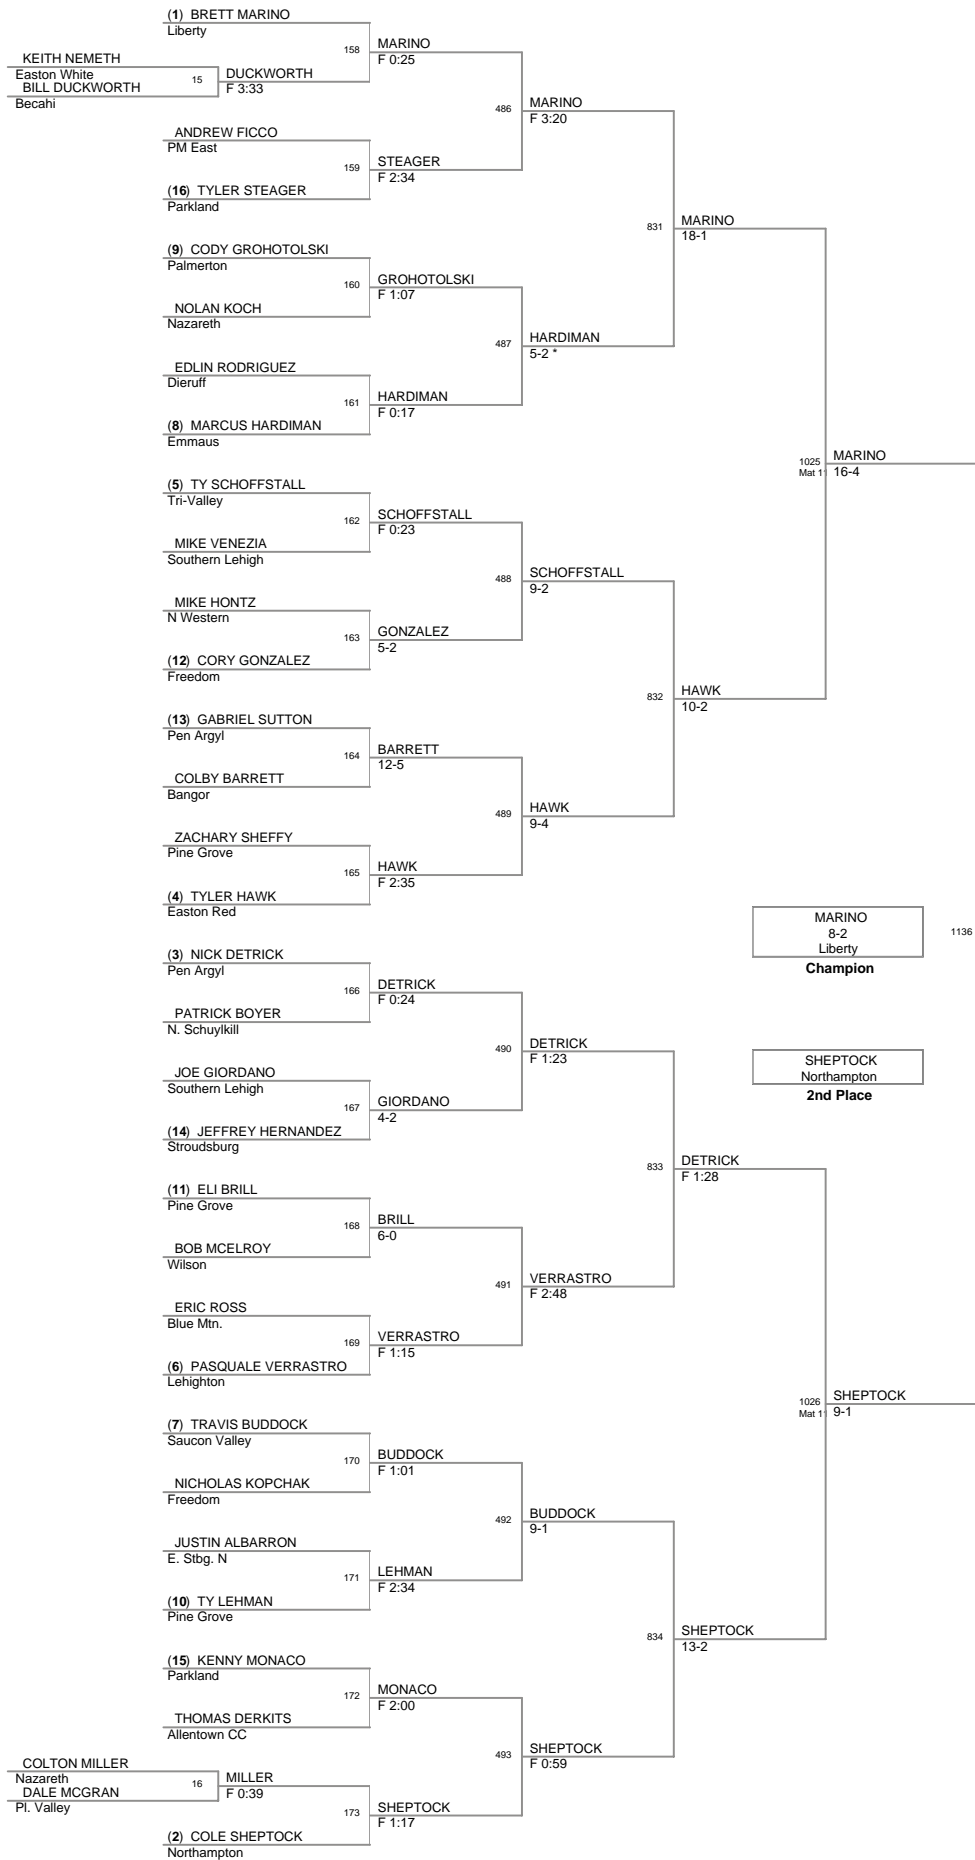 (1) BRETT MARINO
Liberty
158
MARINO
F 0:25
KEITH NEMETH
Easton White
15
DUCKWORTH
F 3:33
BILL DUCKWORTH
Becahi
486
MARINO
F 3:20
ANDREW FICCO
PM East
159
STEAGER
F 2:34
(16) TYLER STEAGER
Parkland
831
MARINO
18-1
(9) CODY GROHOTOLSKI
Palmerton
160
GROHOTOLSKI
F 1:07
NOLAN KOCH
Nazareth
487
HARDIMAN
5-2 *
EDLIN RODRIGUEZ
Dieruff
161
HARDIMAN
F 0:17
(8) MARCUS HARDIMAN
Emmaus
1025
Mat 1
MARINO
16-4
(5) TY SCHOFFSTALL
Tri-Valley
162
SCHOFFSTALL
F 0:23
MIKE VENEZIA
Southern Lehigh
488
SCHOFFSTALL
9-2
MIKE HONTZ
N Western
163
GONZALEZ
5-2
(12) CORY GONZALEZ
Freedom
832
HAWK
10-2
(13) GABRIEL SUTTON
Pen Argyl
164
BARRETT
12-5
COLBY BARRETT
Bangor
489
HAWK
9-4
ZACHARY SHEFFY
Pine Grove
165
HAWK
F 2:35
(4) TYLER HAWK
Easton Red
MARINO
8-2
Liberty
Champion
1136
(3) NICK DETRICK
Pen Argyl
166
DETRICK
F 0:24
PATRICK BOYER
N. Schuylkill
490
DETRICK
F 1:23
SHEPTOCK
Northampton
2nd Place
JOE GIORDANO
Southern Lehigh
167
GIORDANO
4-2
(14) JEFFREY HERNANDEZ
Stroudsburg
833
DETRICK
F 1:28
(11) ELI BRILL
Pine Grove
168
BRILL
6-0
BOB MCELROY
Wilson
491
VERRASTRO
F 2:48
ERIC ROSS
Blue Mtn.
169
VERRASTRO
F 1:15
(6) PASQUALE VERRASTRO
Lehighton
1026
Mat 1
SHEPTOCK
9-1
(7) TRAVIS BUDDOCK
Saucon Valley
170
BUDDOCK
F 1:01
NICHOLAS KOPCHAK
Freedom
492
BUDDOCK
9-1
JUSTIN ALBARRON
E. Stbg. N
171
LEHMAN
F 2:34
(10) TY LEHMAN
Pine Grove
834
SHEPTOCK
13-2
(15) KENNY MONACO
Parkland
172
MONACO
F 2:00
THOMAS DERKITS
Allentown CC
493
SHEPTOCK
F 0:59
COLTON MILLER
Nazareth
16
MILLER
F 0:39
DALE MCGRAN
Pl. Valley
173
SHEPTOCK
F 1:17
(2) COLE SHEPTOCK
Northampton